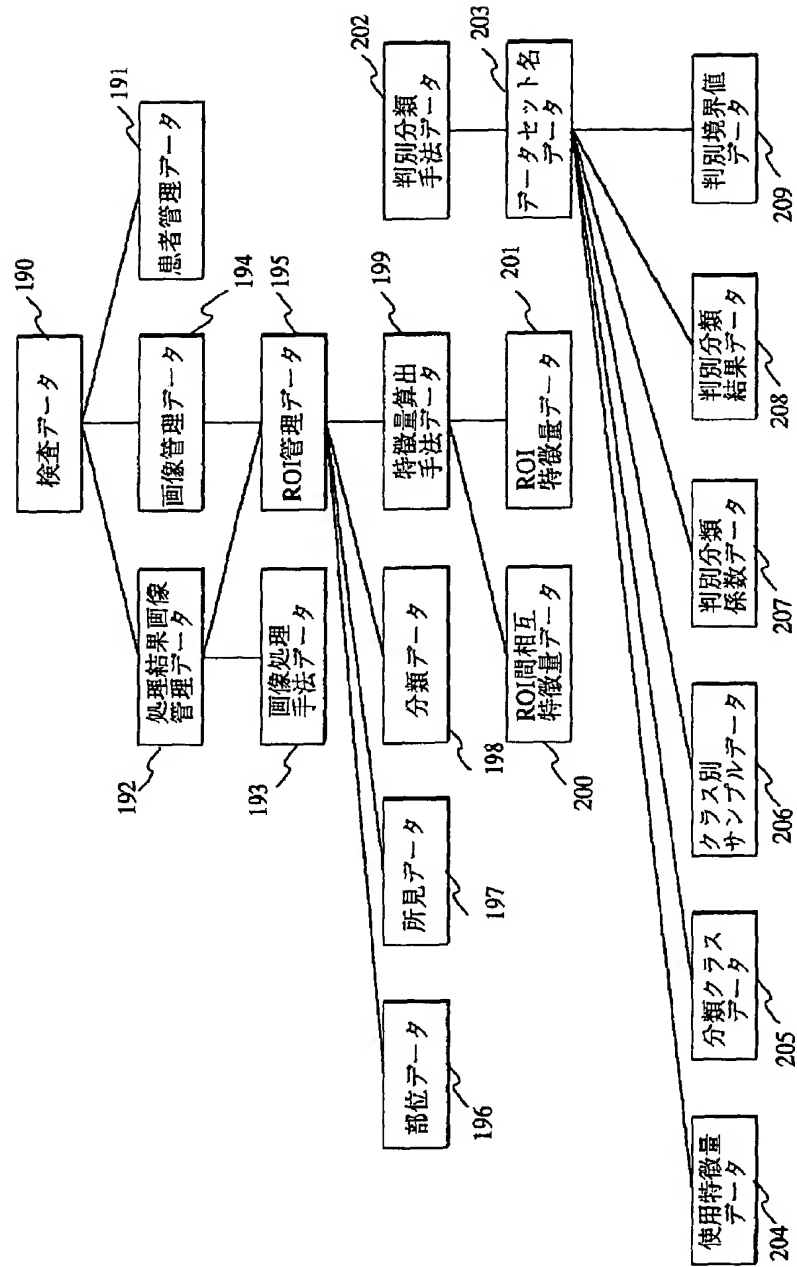 190
検査データ
191
患者管理データ
194
画像管理データ
192
処理結果画像
管理データ
195
ROI管理データ
193
画像処理
手法データ
196
部位データ
197
所見データ
198
分類データ
199
特徴量算出
手法データ
200
ROI間相互
特徴量データ
201
ROI
特徴量データ
202
判別分類
手法データ
203
データセット名
データ
204
使用特徴量
データ
205
分類クラス
データ
206
クラス別
サンプルデータ
207
判別分類
係数データ
208
判別分類
結果データ
209
判別境界値
データ